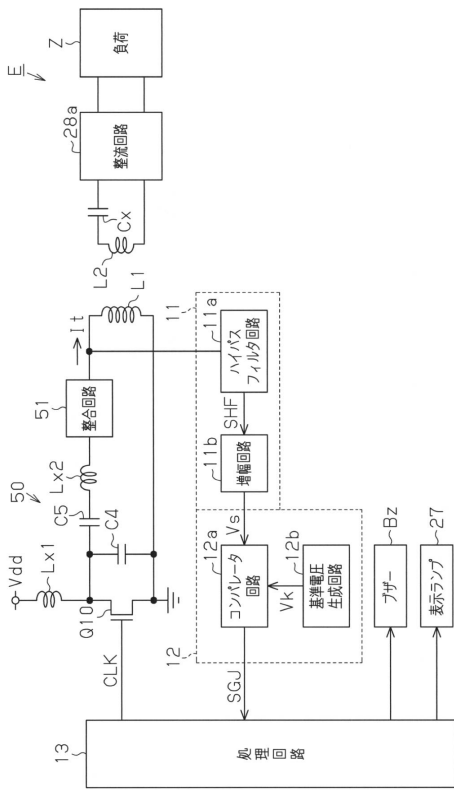 E
Z
負荷
28a
整流回路
Cx
L2
L1
It
51
整合回路
50
Lx2
C5
C4
Vdd
Lx1
Q10
CLK
11
11a
ハイパス
フィルタ回路
SHF
11b
増幅回路
Vs
12
12a
コンパレータ
回路
Vk
12b
基準電圧
生成回路
SGJ
13
処理回路
Bz
ブザー
27
表示ランプ